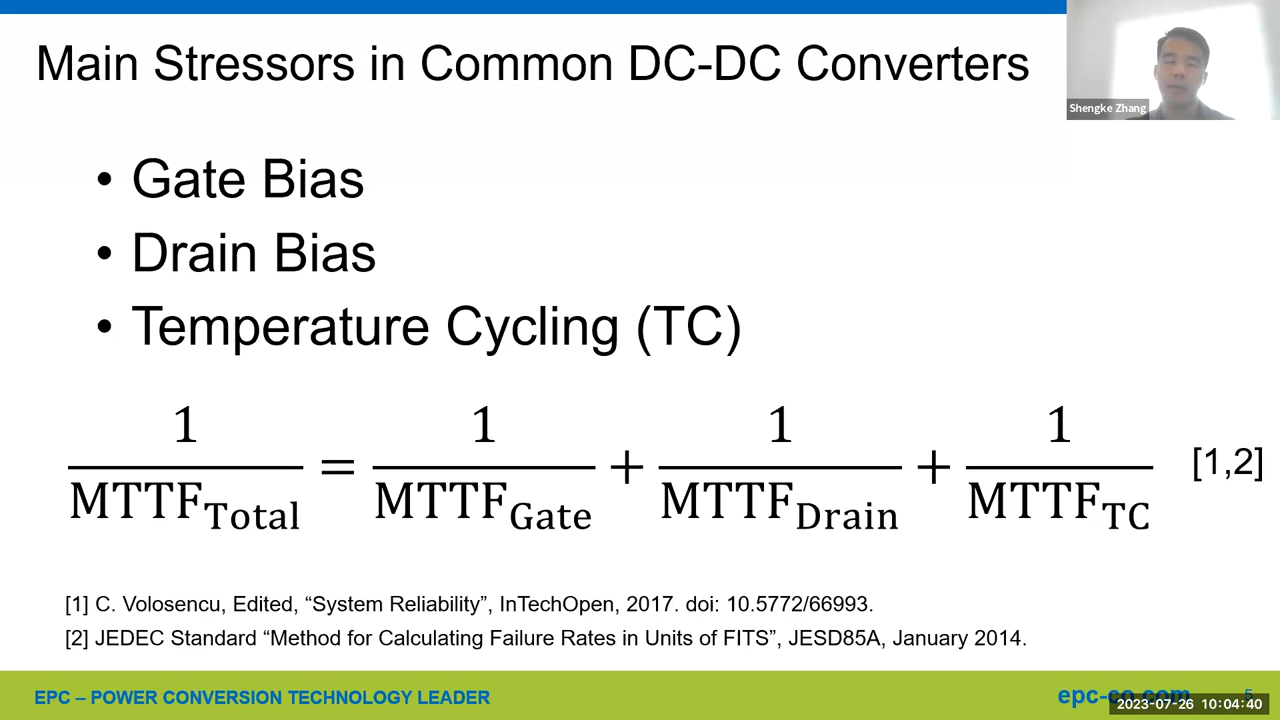 Main Stressors in Common DC-DC Converters
Shengke Zhang
• Gate Bias
• Drain Bias
• Temperature Cycling (TC)
1/MTTF_Total = 1/MTTF_Gate + 1/MTTF_Drain + 1/MTTF_TC [1,2]
[1] C. Volosencu, Edited, “System Reliability”, InTechOpen, 2017. doi: 10.5772/66993.
[2] JEDEC Standard “Method for Calculating Failure Rates in Units of FITS”, JESD85A, January 2014.
EPC – POWER CONVERSION TECHNOLOGY LEADER
epc-co.com
5
2023-07-26 10:04:40